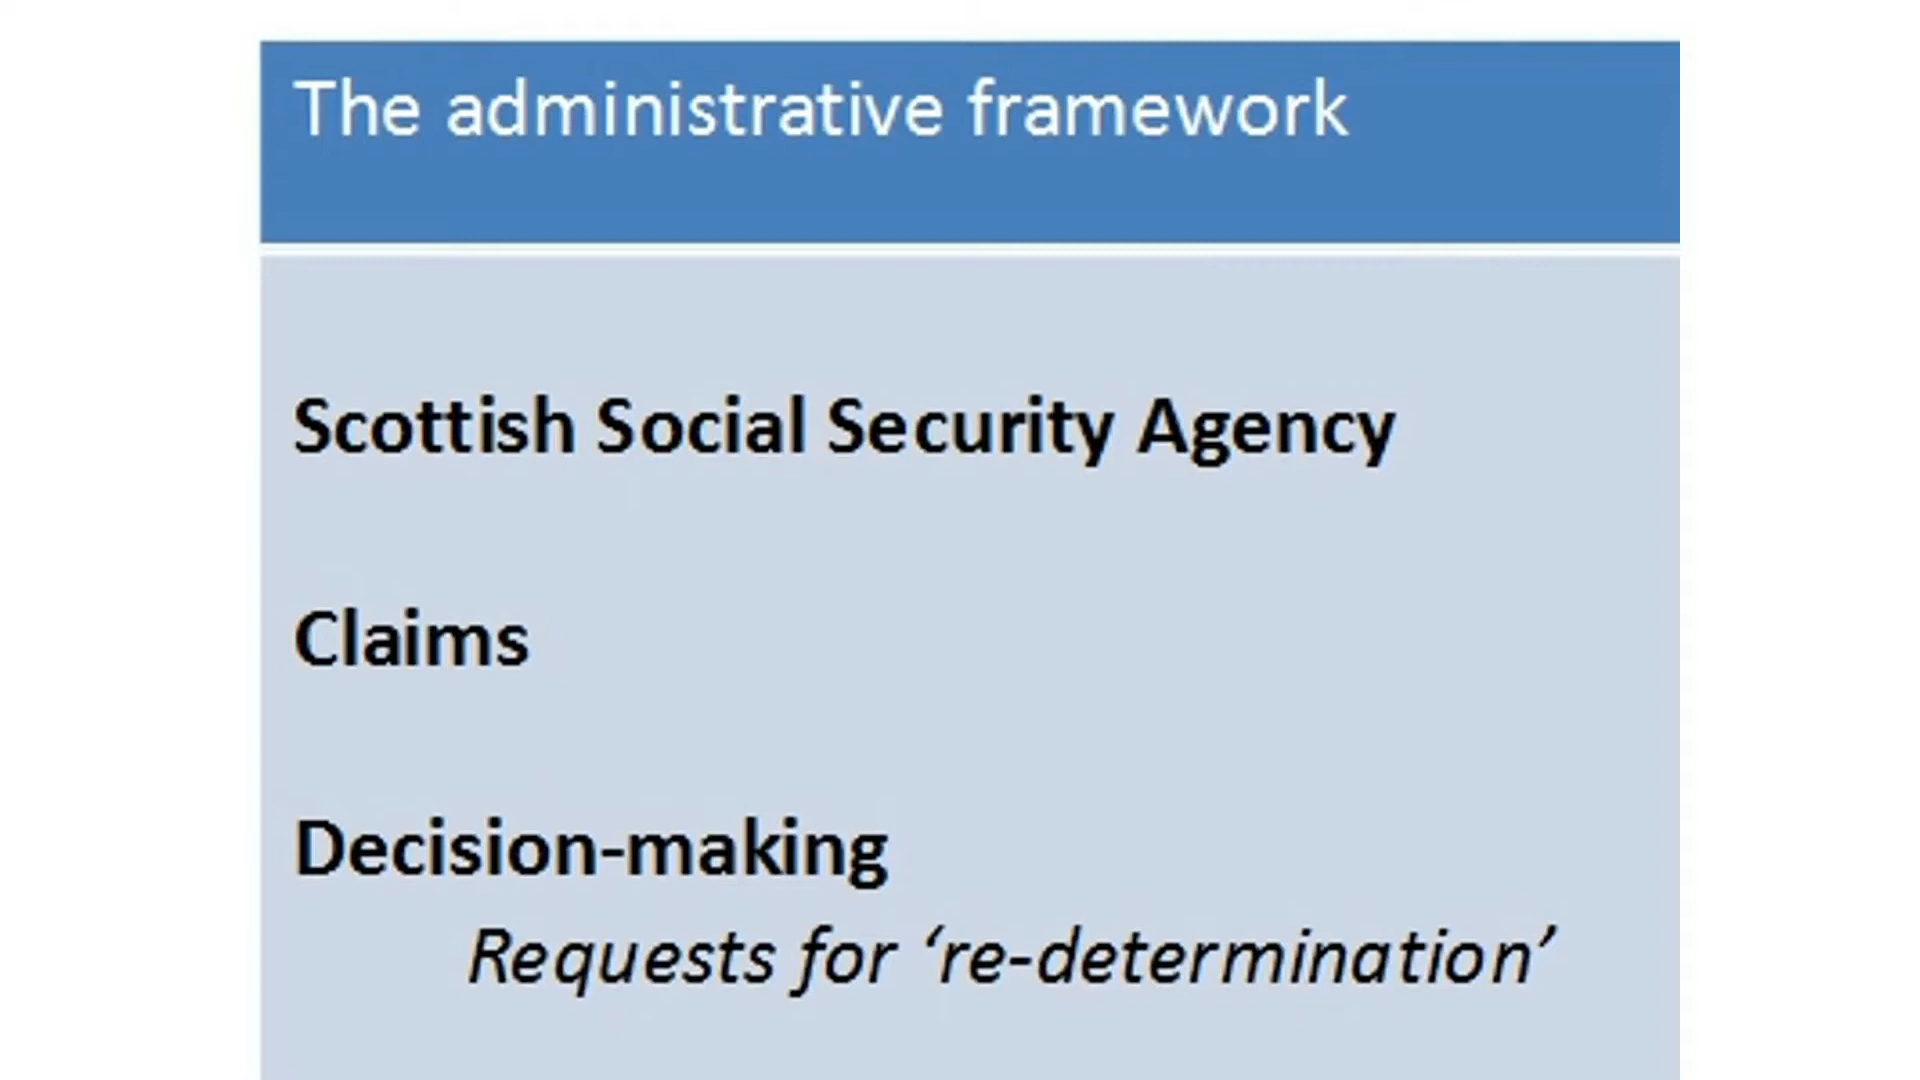 The administrative framework
Scottish Social Security Agency
Claims
Decision-making
Requests for ‘re-determination’